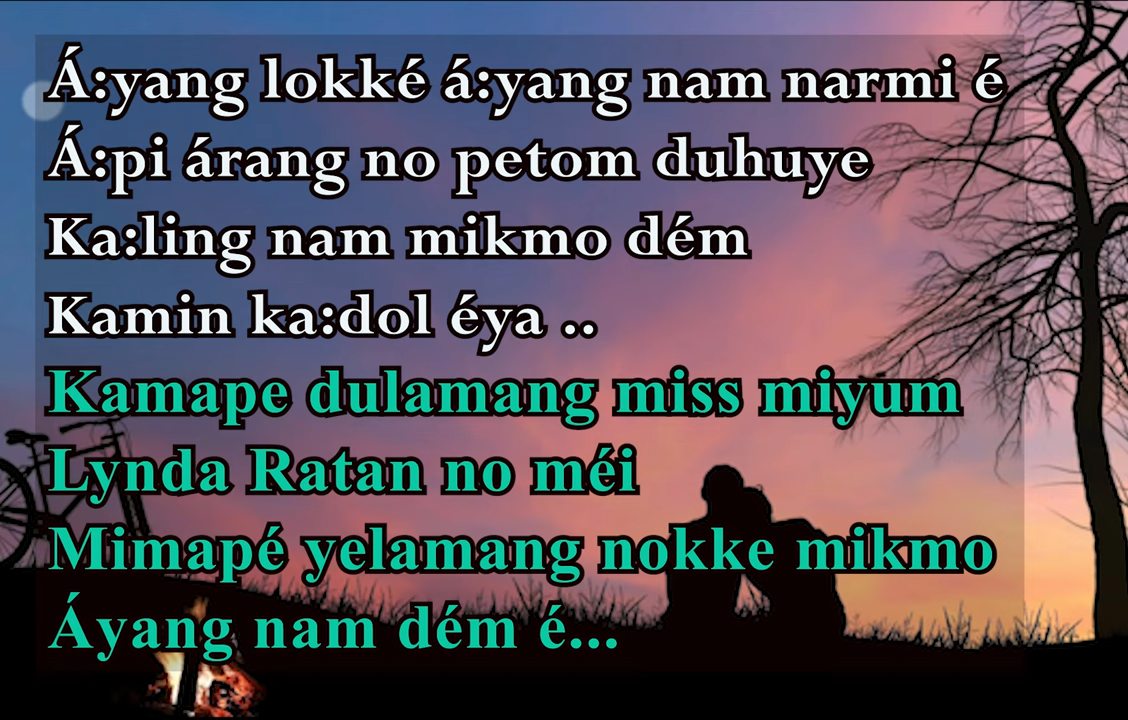 Á:yang lokké á:yang nam narmi é
Á:pi árang no petom duhuye
Ka:ling nam mikmo dém
Kamin ka:dol éya ..
Kamape dulamang miss miyum
Lynda Ratan no méi
Mimapé yelamang nokke mikmo
Áyang nam dém é...